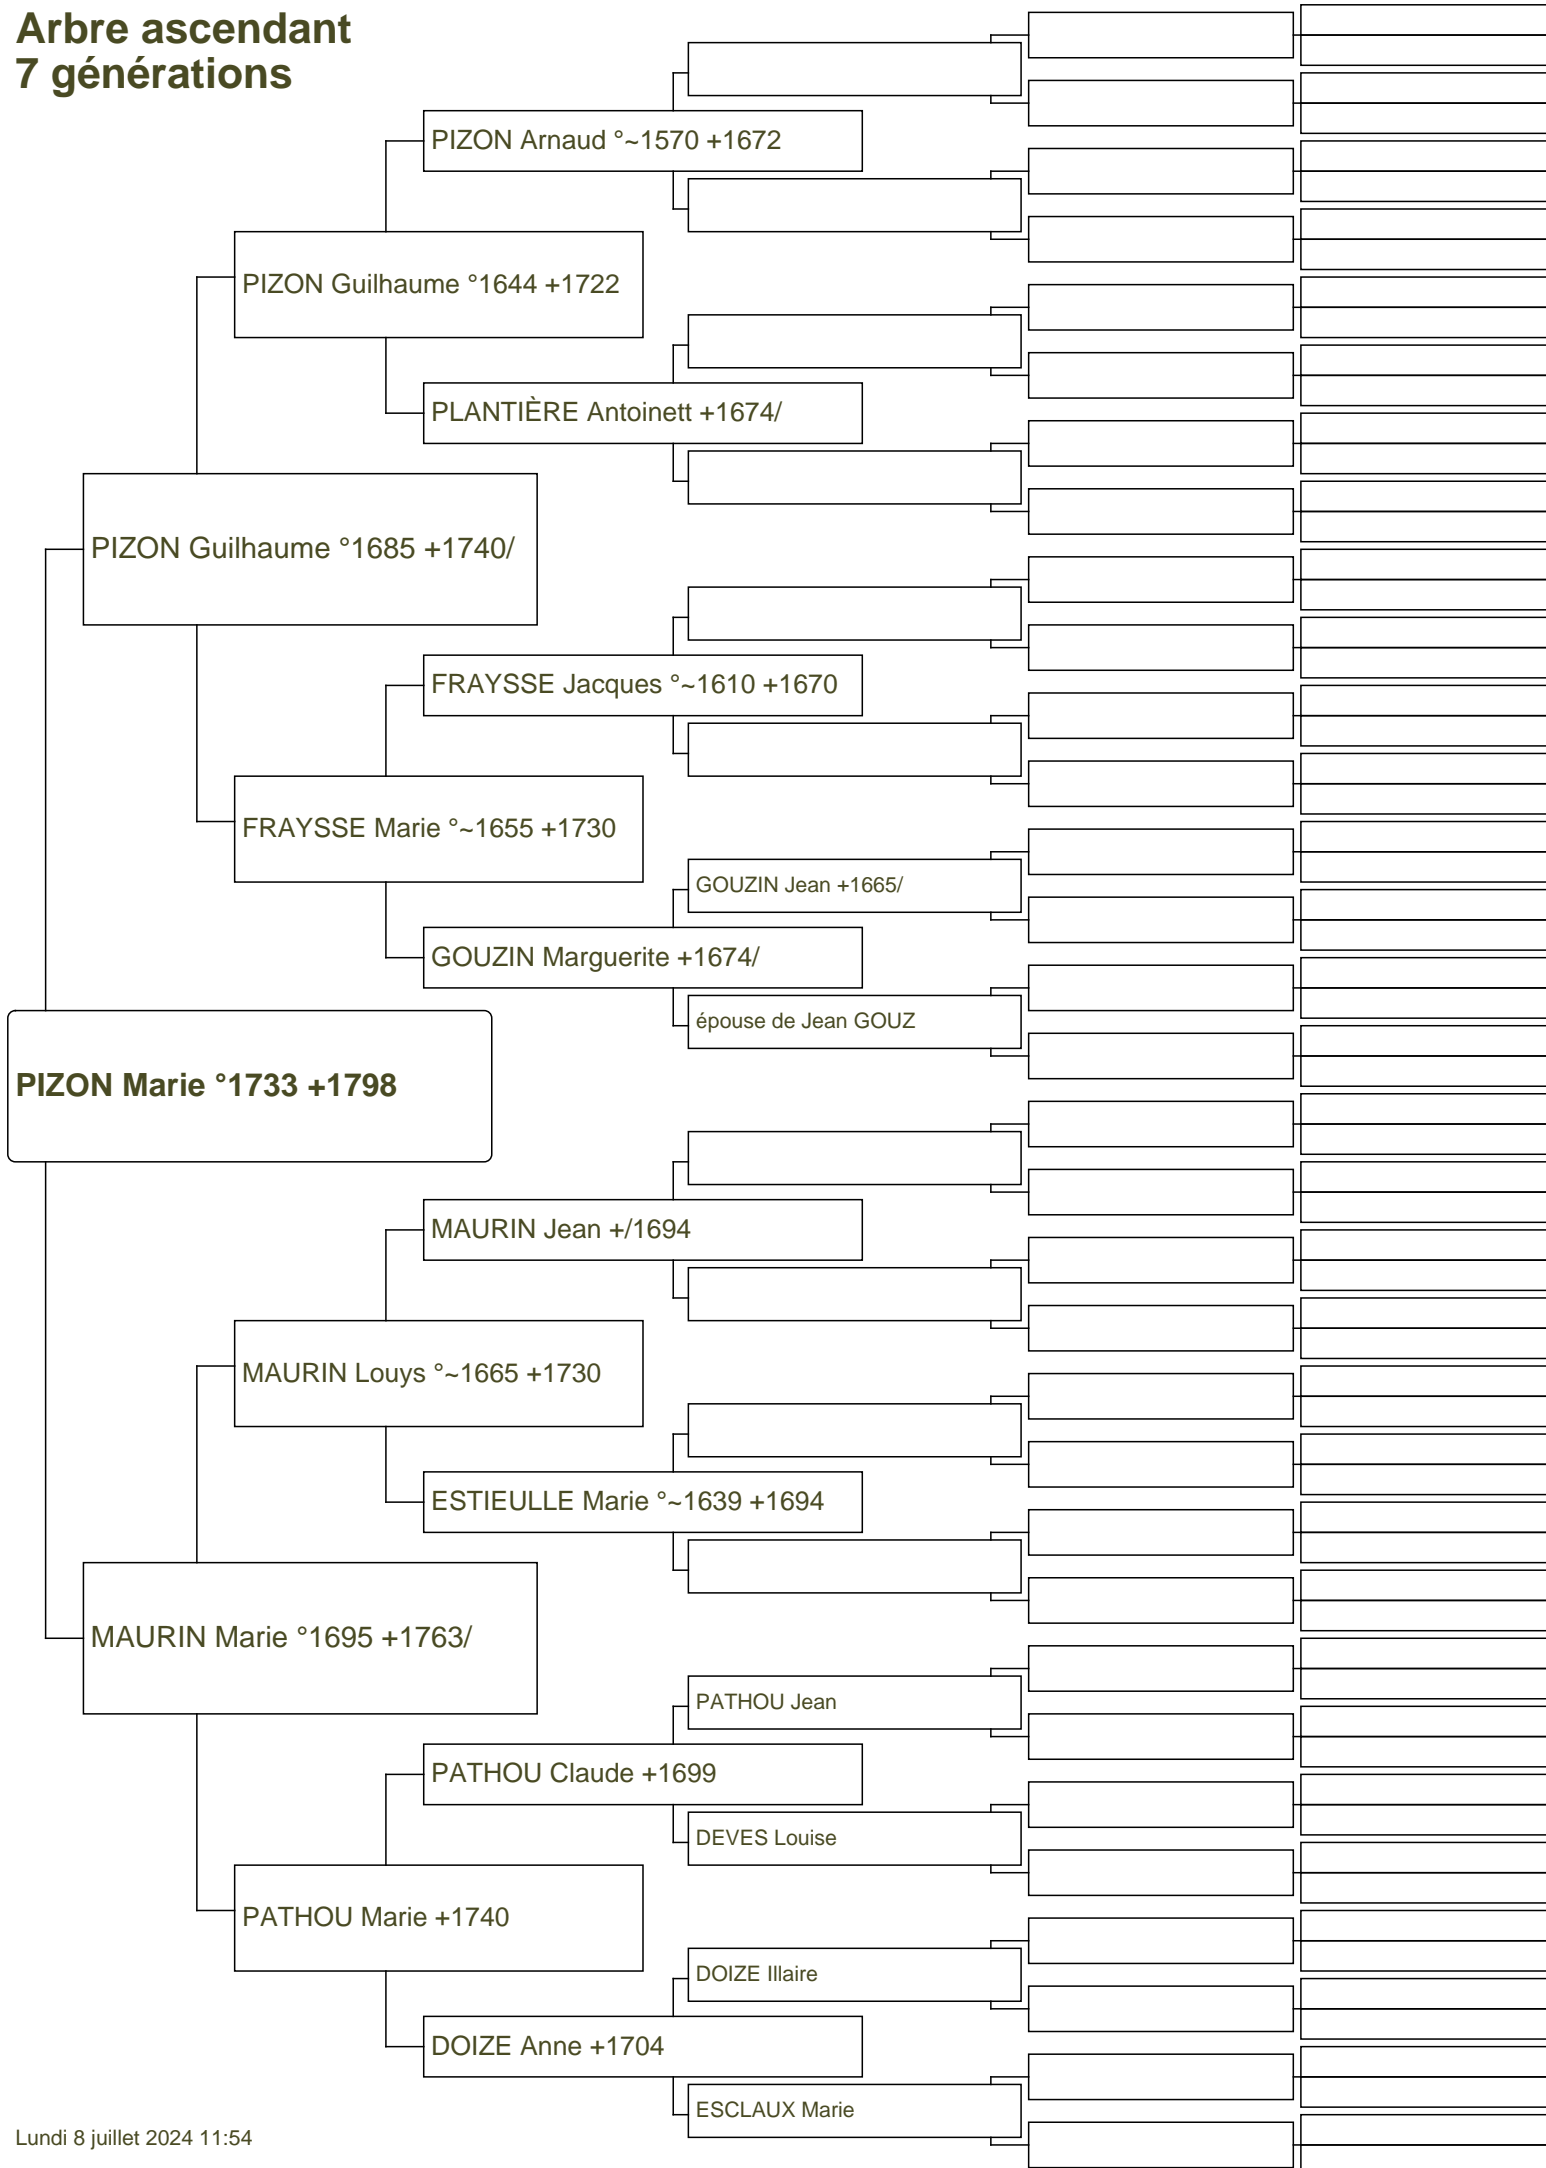 Arbre ascendant
7 générations
PIZON Arnaud °~1570 +1672
PIZON Guilhaume °1644 +1722
PLANTIÈRE Antoinett +1674/
PIZON Guilhaume °1685 +1740/
FRAYSSE Jacques °~1610 +1670
FRAYSSE Marie °~1655 +1730
GOUZIN Jean +1665/
GOUZIN Marguerite +1674/
épouse de Jean GOUZ
PIZON Marie °1733 +1798
MAURIN Jean +/1694
MAURIN Louys °~1665 +1730
ESTIEULLE Marie °~1639 +1694
MAURIN Marie °1695 +1763/
PATHOU Jean
PATHOU Claude +1699
DEVES Louise
PATHOU Marie +1740
DOIZE Illaire
DOIZE Anne +1704
ESCLAUX Marie
Lundi 8 juillet 2024 11:54